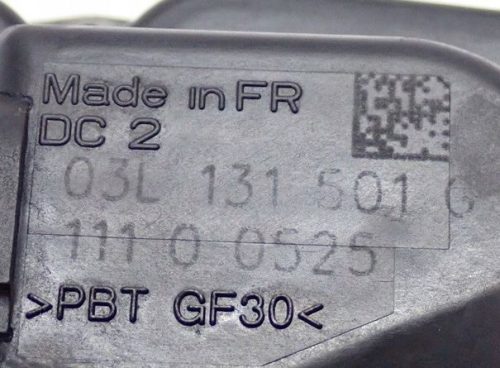 Made in FR
DC 2
03L 131 501 G
111 0 0525
>PBT GF30<